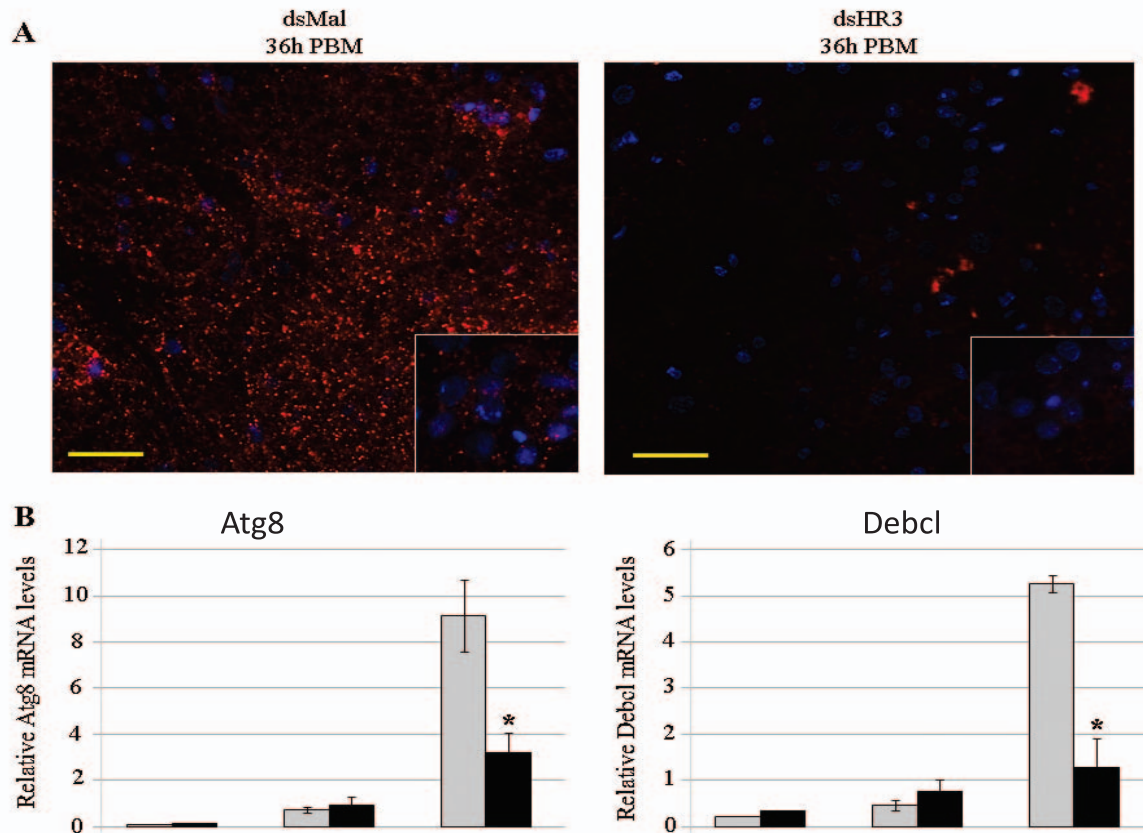 A
dsMal
36h PBM
dsHR3
36h PBM
B
Atg8
Relative Atg8 mRNA levels
12
10
8
6
4
2
0
*
Debcl
Relative Debcl mRNA levels
6
5
4
3
2
1
0
*